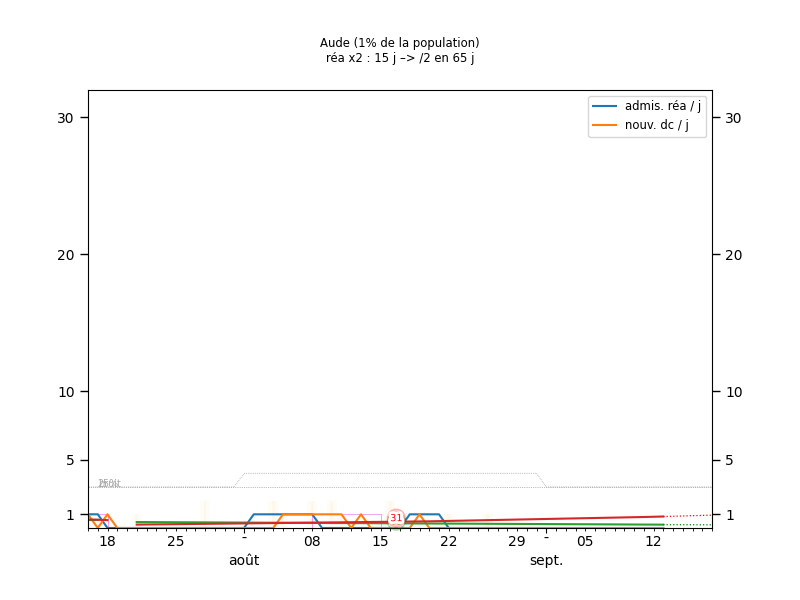 Aude (1% de la population)
réa x2 : 15 j –> /2 en 65 j
admis. réa / j
nouv. dc / j
30 30
20 20
10 10
5 5
1 1
31
18 25 - 08 15 22 29 - 05 12
août sept.